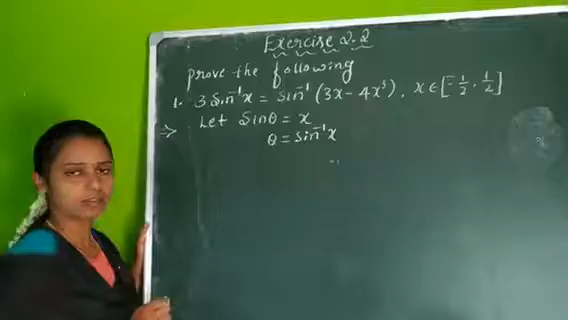 Exercise 2.2
prove the following
1. 3 Sin⁻¹x = Sin⁻¹ (3x - 4x³), x ∈ [-1/2, 1/2]
⇒ Let Sinθ = x
θ = Sin⁻¹x